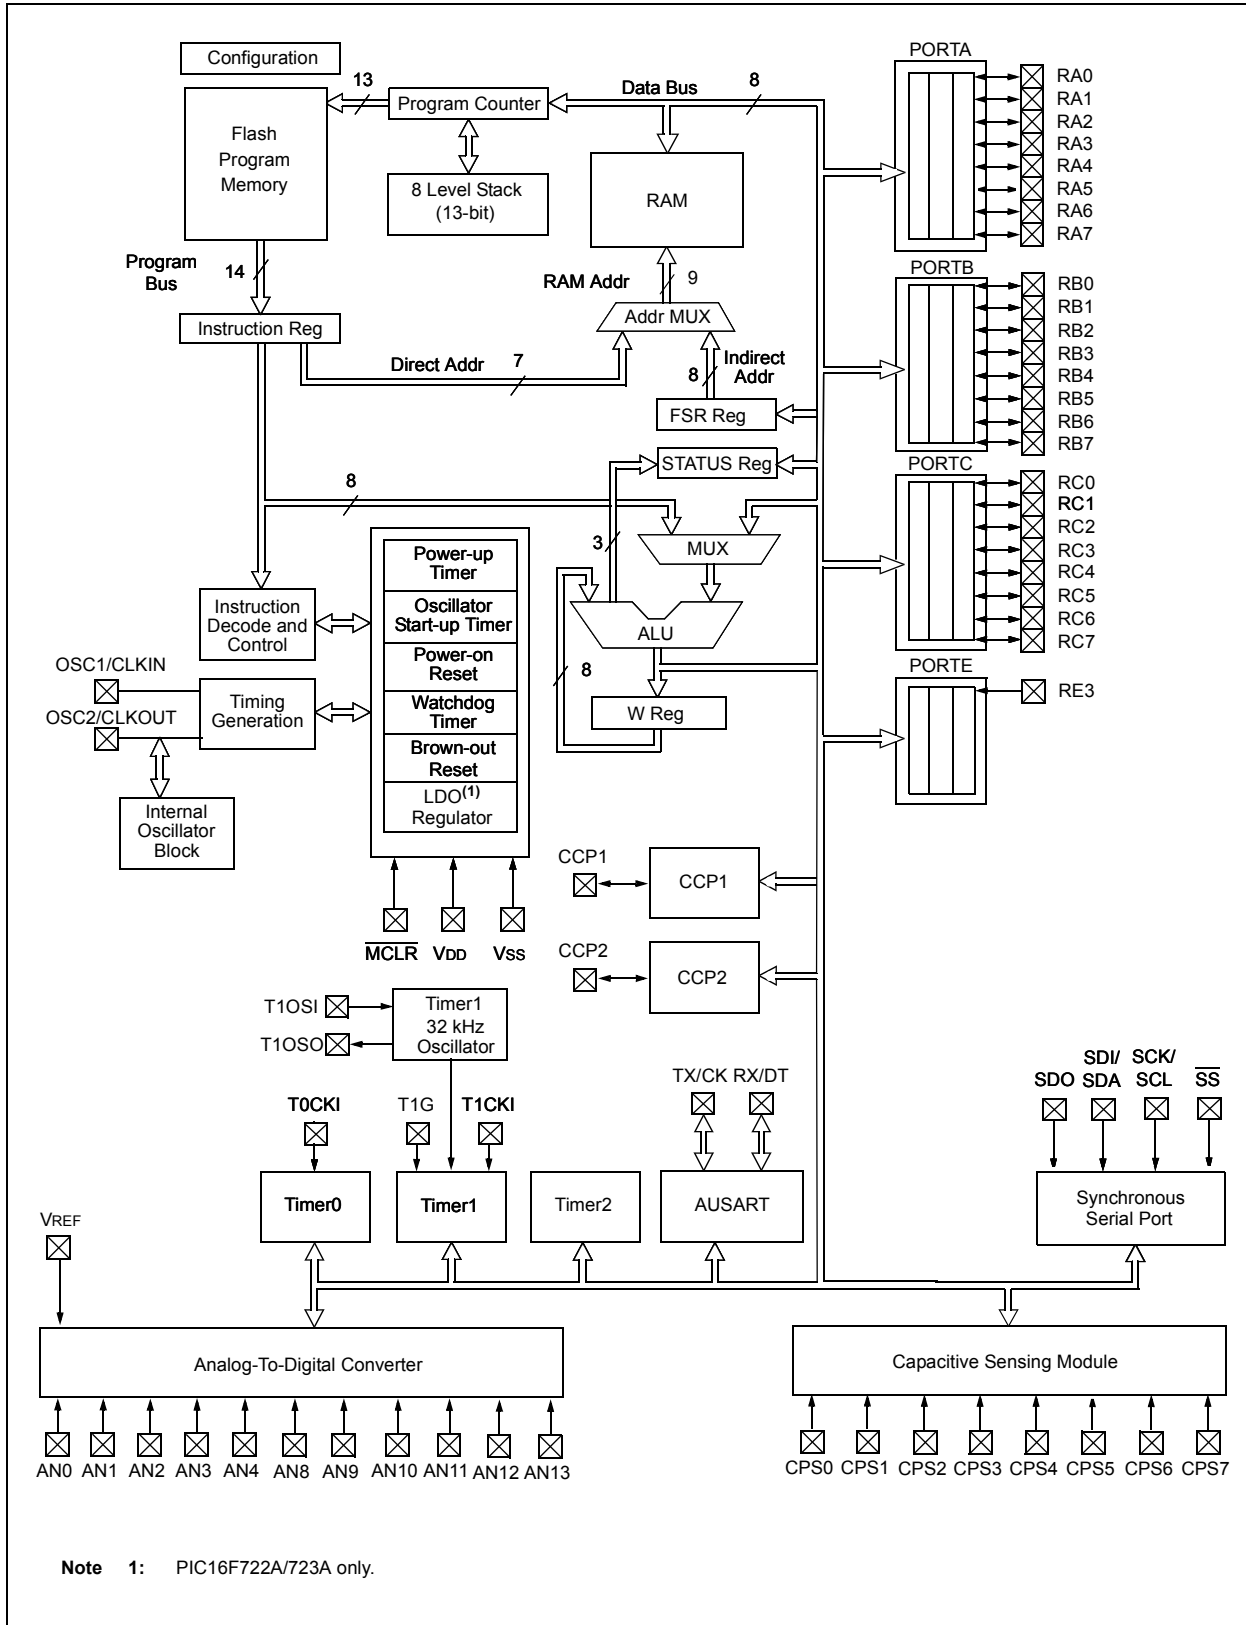 Configuration
13
Flash
Program
Memory
Program Counter
8 Level Stack
(13-bit)
Data Bus
8
RAM
Program
Bus
14
Instruction Reg
RAM Addr
9
Addr MUX
Direct Addr
7
Indirect
Addr
8
FSR Reg
STATUS Reg
8
3
MUX
ALU
8
W Reg
Instruction
Decode and
Control
Timing
Generation
OSC1/CLKIN
OSC2/CLKOUT
Internal
Oscillator
Block
Power-up
Timer
Oscillator
Start-up Timer
Power-on
Reset
Watchdog
Timer
Brown-out
Reset
LDO(1)
Regulator
MCLR
VDD
VSS
PORTA
RA0
RA1
RA2
RA3
RA4
RA5
RA6
RA7
PORTB
RB0
RB1
RB2
RB3
RB4
RB5
RB6
RB7
PORTC
RC0
RC1
RC2
RC3
RC4
RC5
RC6
RC7
PORTE
RE3
CCP1
CCP1
CCP2
CCP2
T1OSI
T1OSO
Timer1
32 kHz
Oscillator
T0CKI
T1G
T1CKI
TX/CK RX/DT
Timer0
Timer1
Timer2
AUSART
SDO
SDI/
SDA
SCK/
SCL
SS
Synchronous
Serial Port
VREF
Analog-To-Digital Converter
AN0 AN1 AN2 AN3 AN4 AN8 AN9 AN10 AN11 AN12 AN13
Capacitive Sensing Module
CPS0 CPS1 CPS2 CPS3 CPS4 CPS5 CPS6 CPS7
Note 1: PIC16F722A/723A only.